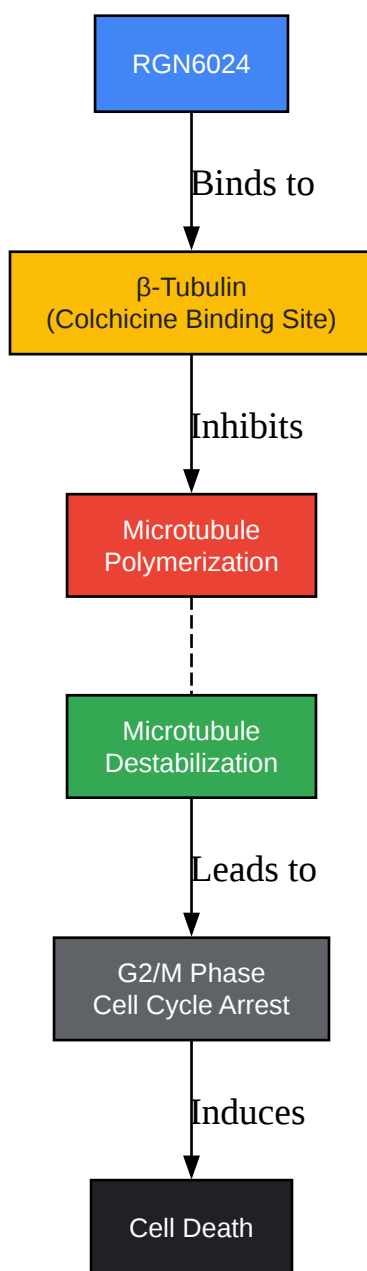 RGN6024
Binds to
β-Tubulin
(Colchicine Binding Site)
Inhibits
Microtubule
Polymerization
Microtubule
Destabilization
Leads to
G2/M Phase
Cell Cycle Arrest
Induces
Cell Death